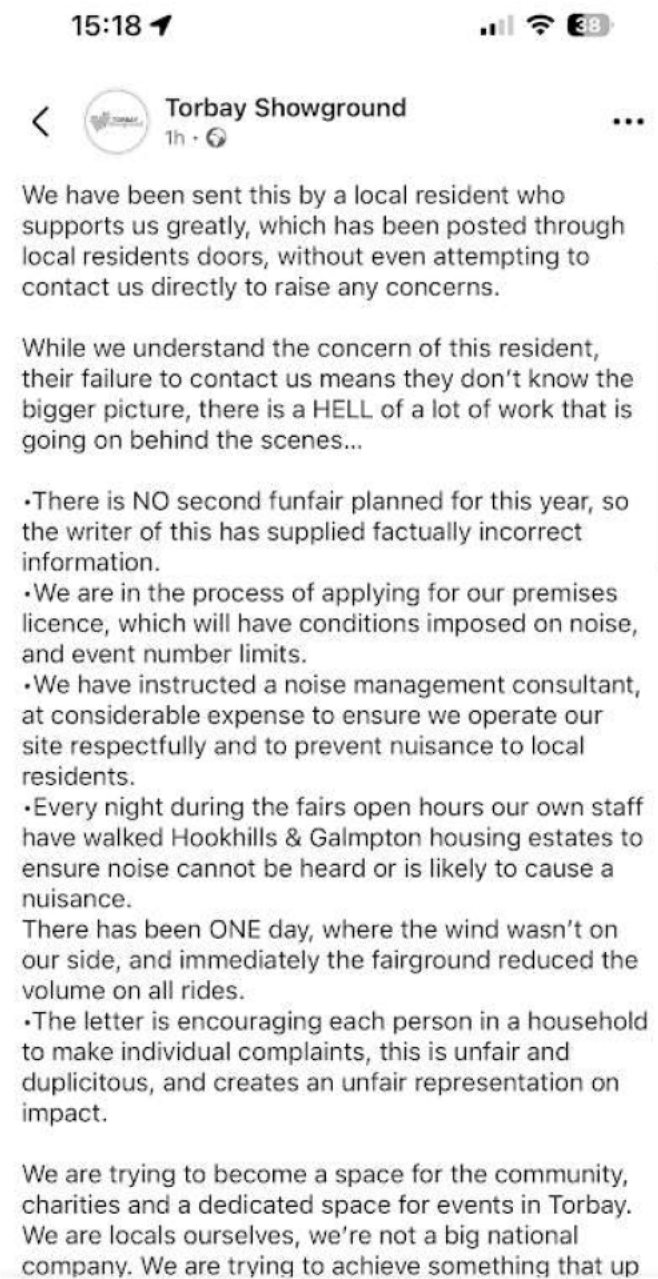 15:18
38
Torbay Showground
1h ·
We have been sent this by a local resident who
supports us greatly, which has been posted through
local residents doors, without even attempting to
contact us directly to raise any concerns.
While we understand the concern of this resident,
their failure to contact us means they don't know the
bigger picture, there is a HELL of a lot of work that is
going on behind the scenes...
·There is NO second funfair planned for this year, so
the writer of this has supplied factually incorrect
information.
·We are in the process of applying for our premises
licence, which will have conditions imposed on noise,
and event number limits.
·We have instructed a noise management consultant,
at considerable expense to ensure we operate our
site respectfully and to prevent nuisance to local
residents.
·Every night during the fairs open hours our own staff
have walked Hookhills & Galmpton housing estates to
ensure noise cannot be heard or is likely to cause a
nuisance.
There has been ONE day, where the wind wasn't on
our side, and immediately the fairground reduced the
volume on all rides.
·The letter is encouraging each person in a household
to make individual complaints, this is unfair and
duplicitous, and creates an unfair representation on
impact.
We are trying to become a space for the community,
charities and a dedicated space for events in Torbay.
We are locals ourselves, we're not a big national
company. We are trying to achieve something that up